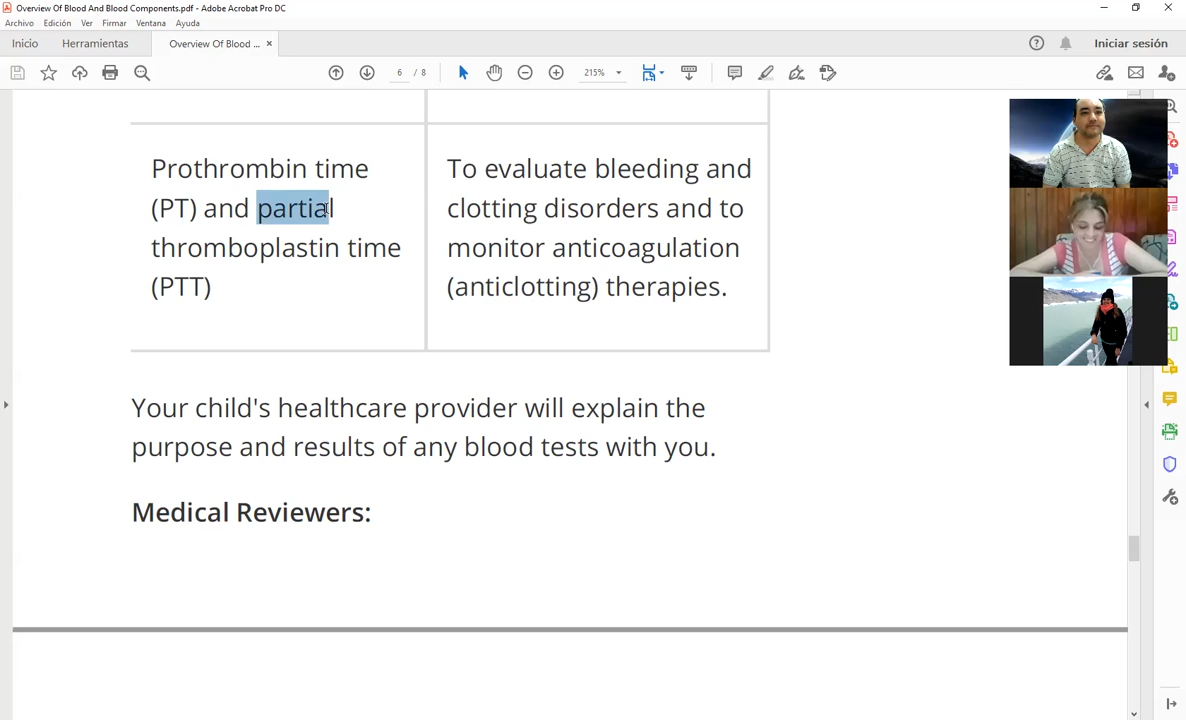 Overview Of Blood And Blood Components.pdf - Adobe Acrobat Pro DC
Archivo Edición Ver Firmar Ventana Ayuda
Inicio Herramientas Overview Of Blood ... × Iniciar sesión
6 / 8 215%
Prothrombin time
(PT) and partial
thromboplastin time
(PTT)
To evaluate bleeding and
clotting disorders and to
monitor anticoagulation
(anticlotting) therapies.
Your child's healthcare provider will explain the
purpose and results of any blood tests with you.
Medical Reviewers: